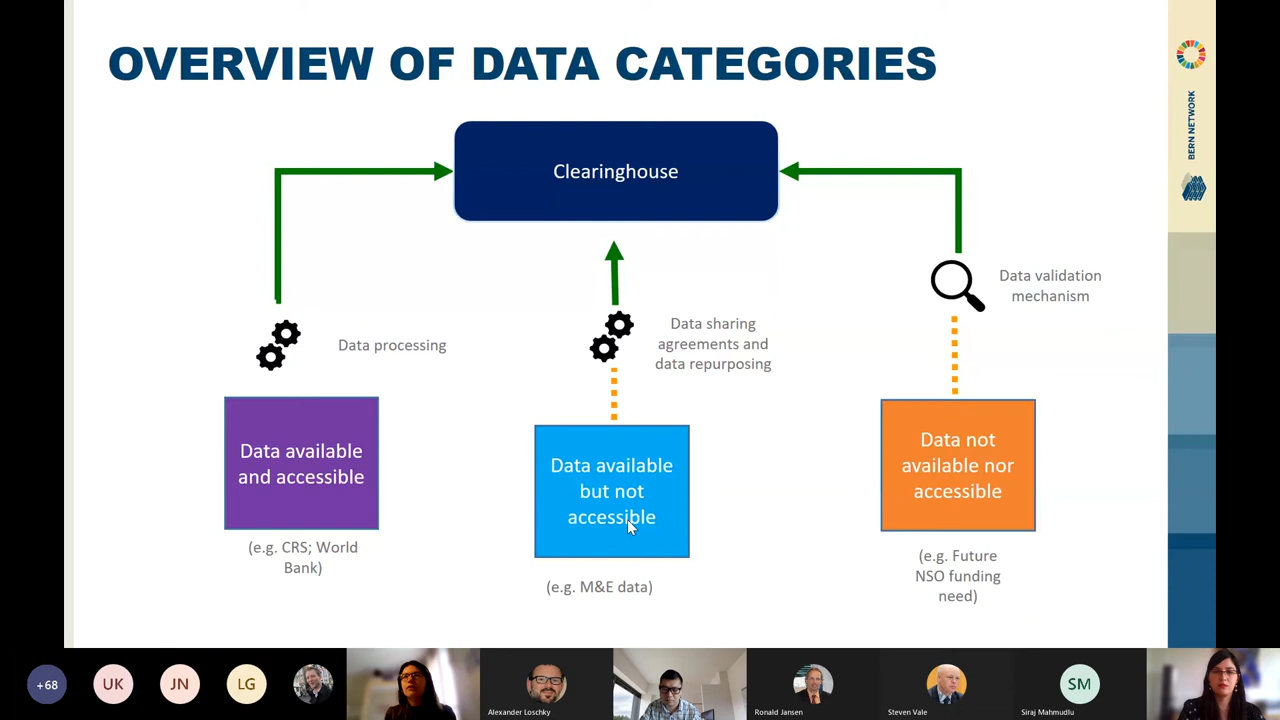 OVERVIEW OF DATA CATEGORIES
BERN NETWORK
Clearinghouse
Data validation
mechanism
Data processing
Data sharing
agreements and
data repurposing
Data available
and accessible
Data available
but not
accessible
Data not
available nor
accessible
(e.g. CRS; World
Bank)
(e.g. M&E data)
(e.g. Future
NSO funding
need)
+68
UK
JN
LG
SM
Alexander Loschky
Ronald Jansen
Steven Vale
Siraj Mahmudlu